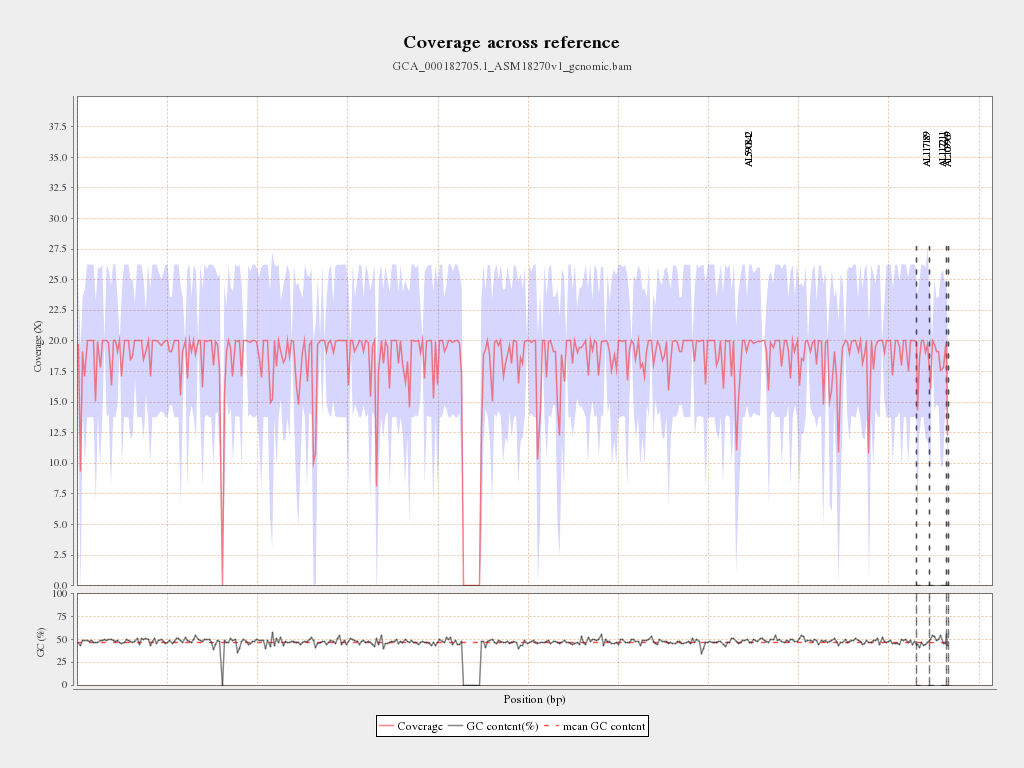 Coverage across reference
GCA_000182705.1_ASM18270v1_genomic.bam
37.5
35.0
32.5
30.0
27.5
25.0
22.5
20.0
17.5
15.0
12.5
10.0
7.5
5.0
2.5
0.0
Coverage (X)
AL590842
AL117189
AL117211
AL109969
100
75
50
25
0
GC (%)
Position (bp)
Coverage GC content(%) mean GC content